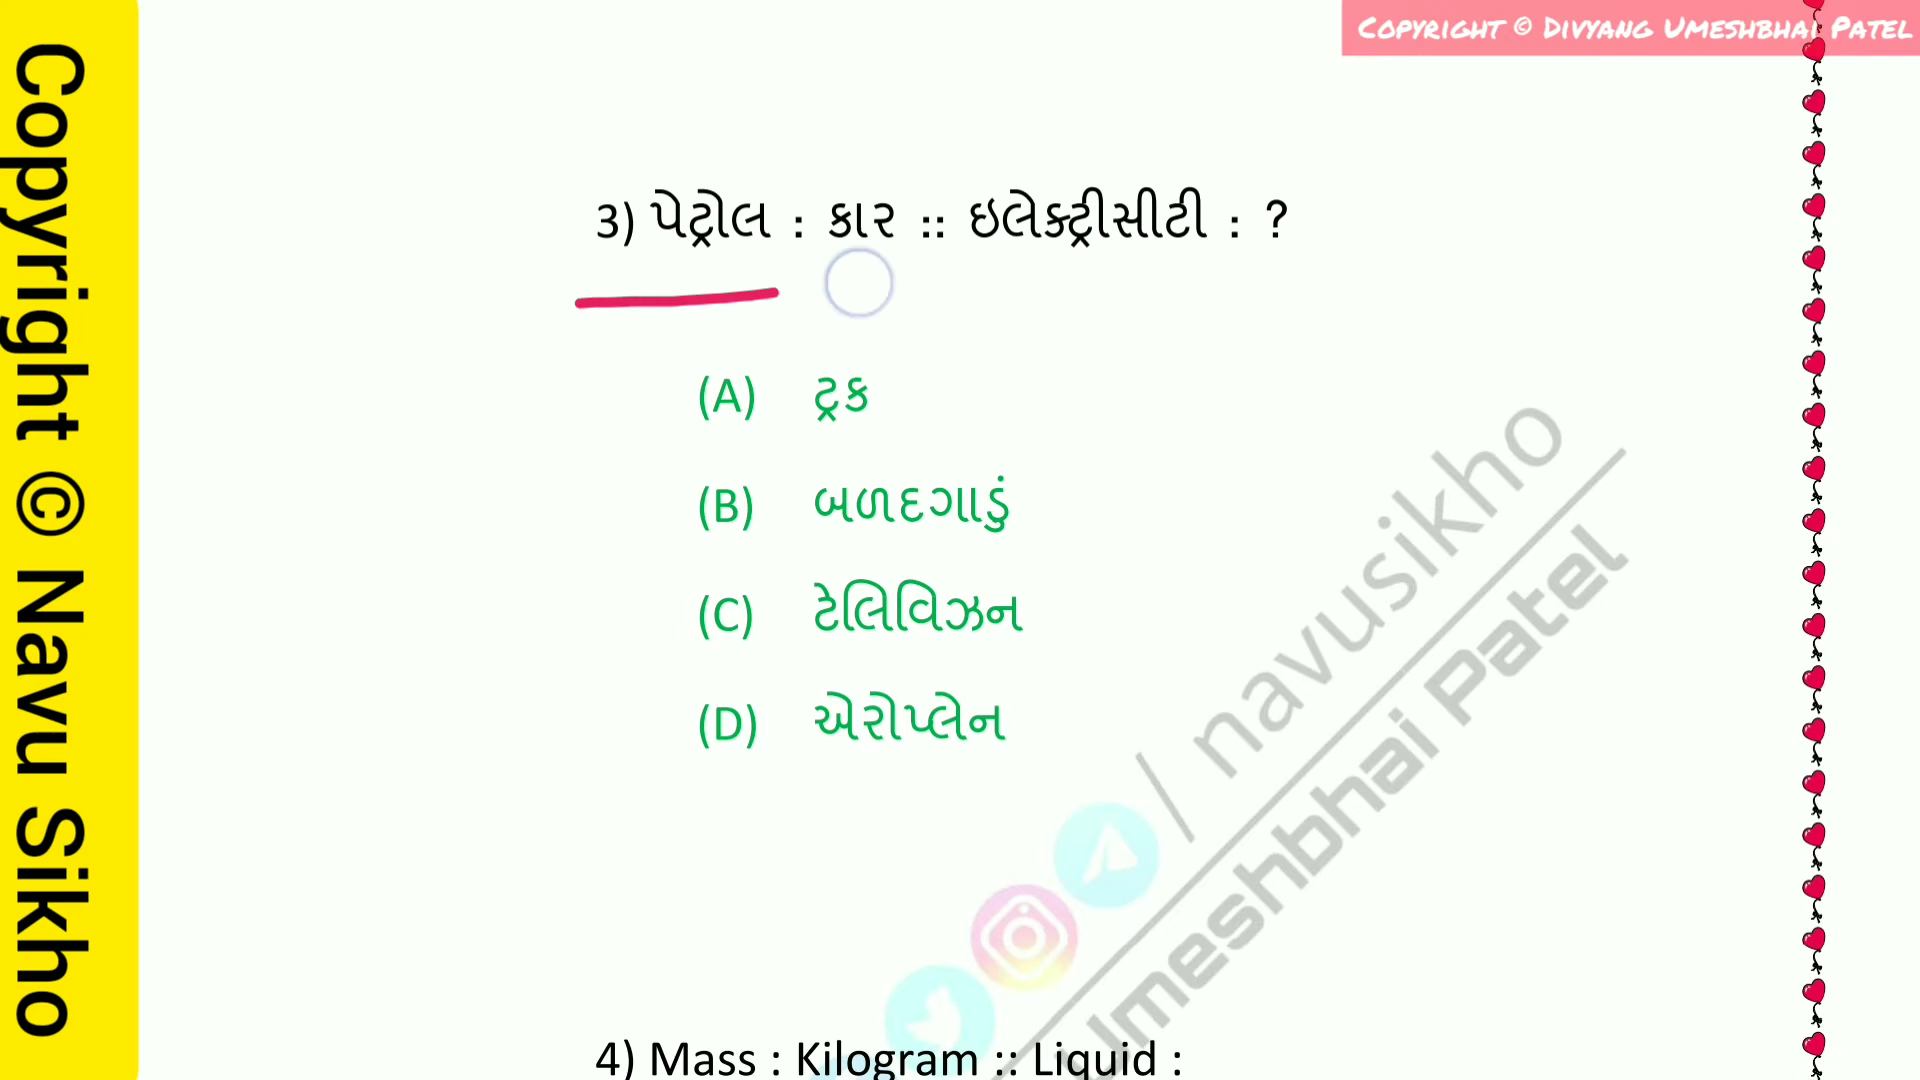 COPYRIGHT © DIVYANG UMESHBHAI PATEL
Copyright © Navu Sikho
3) પેટ્રોલ : કાર :: ઇલેક્ટ્રીસીટી : ?
(A) ટ્રક
(B) બળદગાડું
(C) ટેલિવિઝન
(D) એરોપ્લેન
/ navusikho
Umeshbhai Patel
4) Mass : Kilogram :: Liquid :